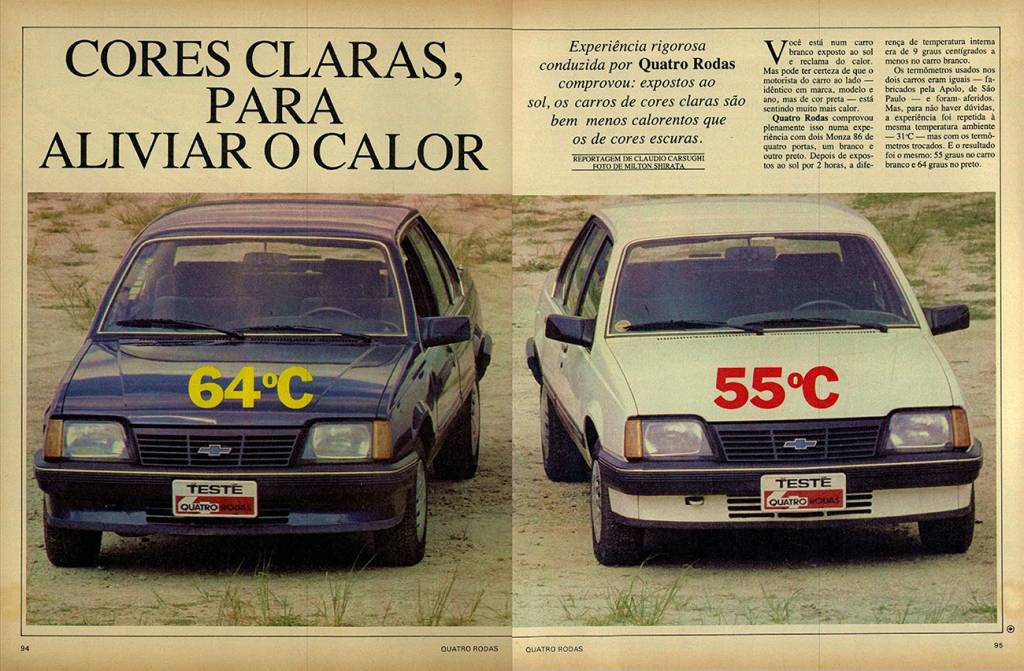 CORES CLARAS,
PARA
ALIVIAR O CALOR
Experiência rigorosa
conduzida por Quatro Rodas
comprovou: expostos ao
sol, os carros de cores claras são
bem menos calorentos que
os de cores escuras.
REPORTAGEM DE CLAUDIO CARSUGHI
FOTO DE MILTON SHIRATA
Você está num carro
branco exposto ao sol
e reclama do calor.
Mas pode ter certeza de que o
motorista do carro ao lado —
idêntico em marca, modelo e
ano, mas de cor preta — está
sentindo muito mais calor.
Quatro Rodas comprovou
plenamente isso numa expe-
riência com dois Monza 86 de
quatro portas, um branco e
outro preto. Depois de expos-
tos ao sol por 2 horas, a dife-
rença de temperatura interna
era de 9 graus centígrados a
menos no carro branco.
Os termômetros usados nos
dois carros eram iguais — fa-
bricados pela Apolo, de São
Paulo — e foram- aferidos.
Mas, para não haver dúvidas,
a experiência foi repetida à
mesma temperatura ambiente
— 31°C — mas com os termô-
metros trocados. E o resultado
foi o mesmo: 55 graus no carro
branco e 64 graus no preto.
64°C
55°C
TESTE
QUATRO RODAS
TESTE
QUATRO RODAS
94
QUATRO RODAS
QUATRO RODAS
95